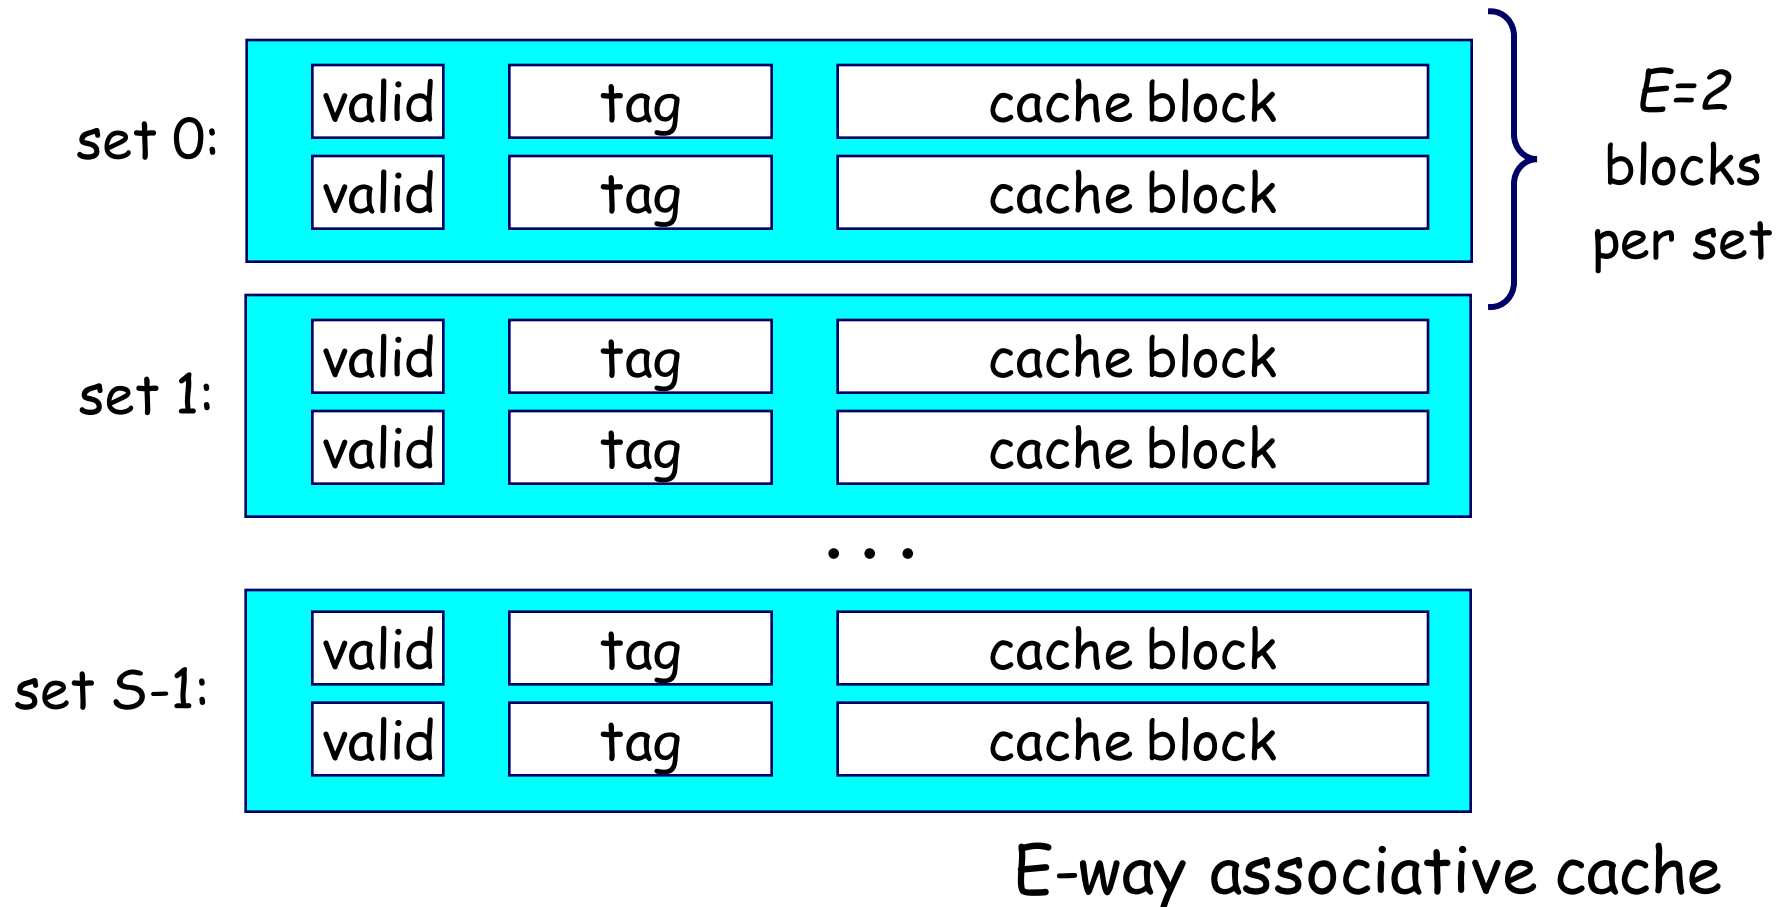 valid tag cache block
set 0:
valid tag cache block
E=2
blocks
per set
valid tag cache block
set 1:
valid tag cache block
. . .
valid tag cache block
set S-1:
valid tag cache block
E-way associative cache